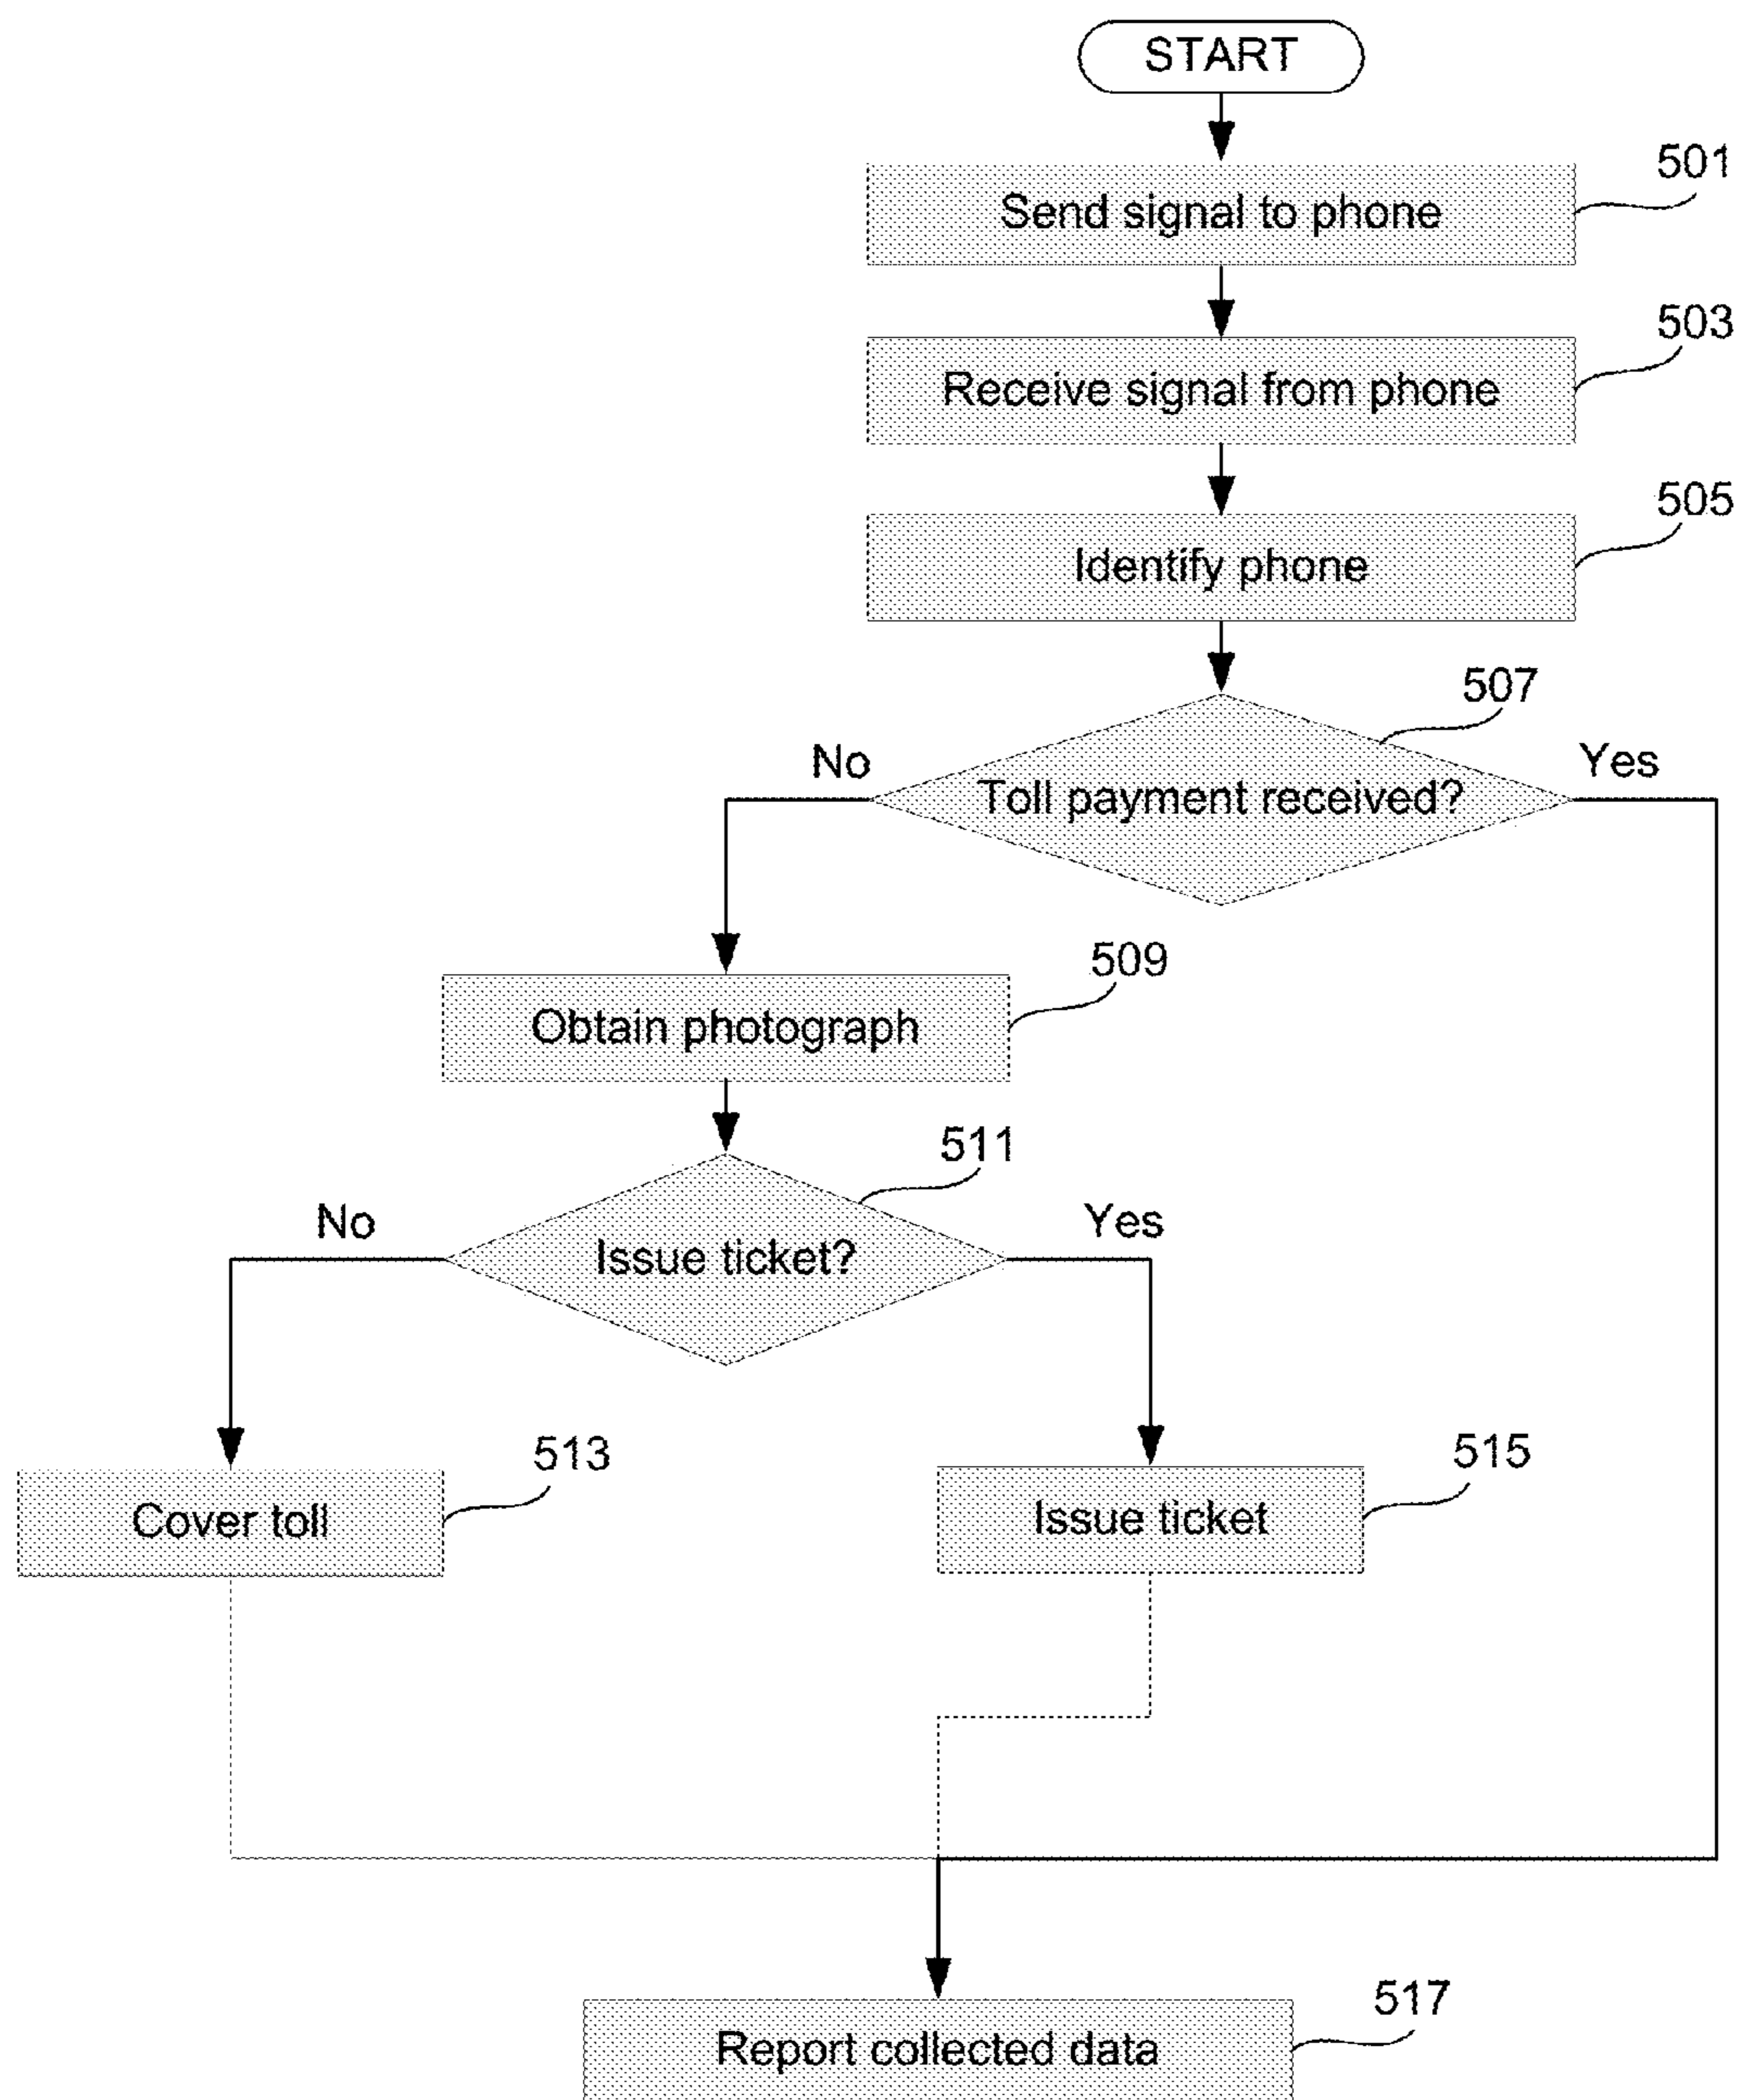 START
501
Send signal to phone
503
Receive signal from phone
505
Identify phone
507
No
Yes
Toll payment received?
509
Obtain photograph
511
No
Yes
Issue ticket?
513
515
Cover toll
Issue ticket
517
Report collected data